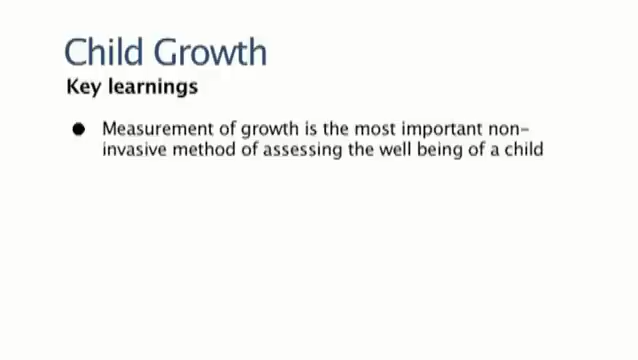 Child Growth
Key learnings
● Measurement of growth is the most important non-
invasive method of assessing the well being of a child